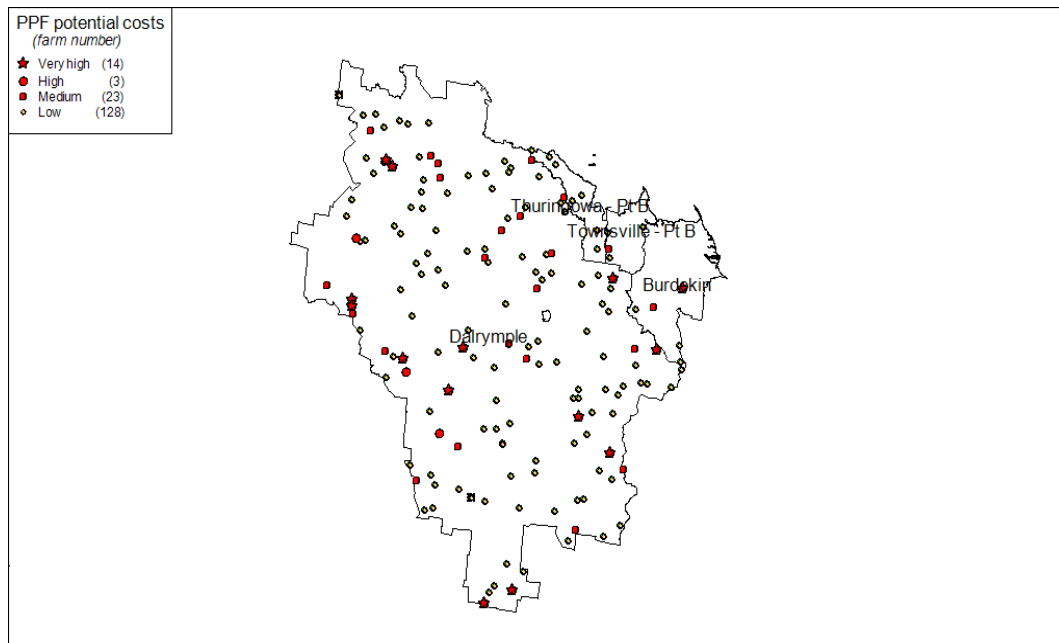 PPF potential costs
(farm number)
Very high (14)
High (3)
Medium (23)
Low (128)
Thuringowa - Pt B
Townsville - Pt B
Burdekin
Dalrymple